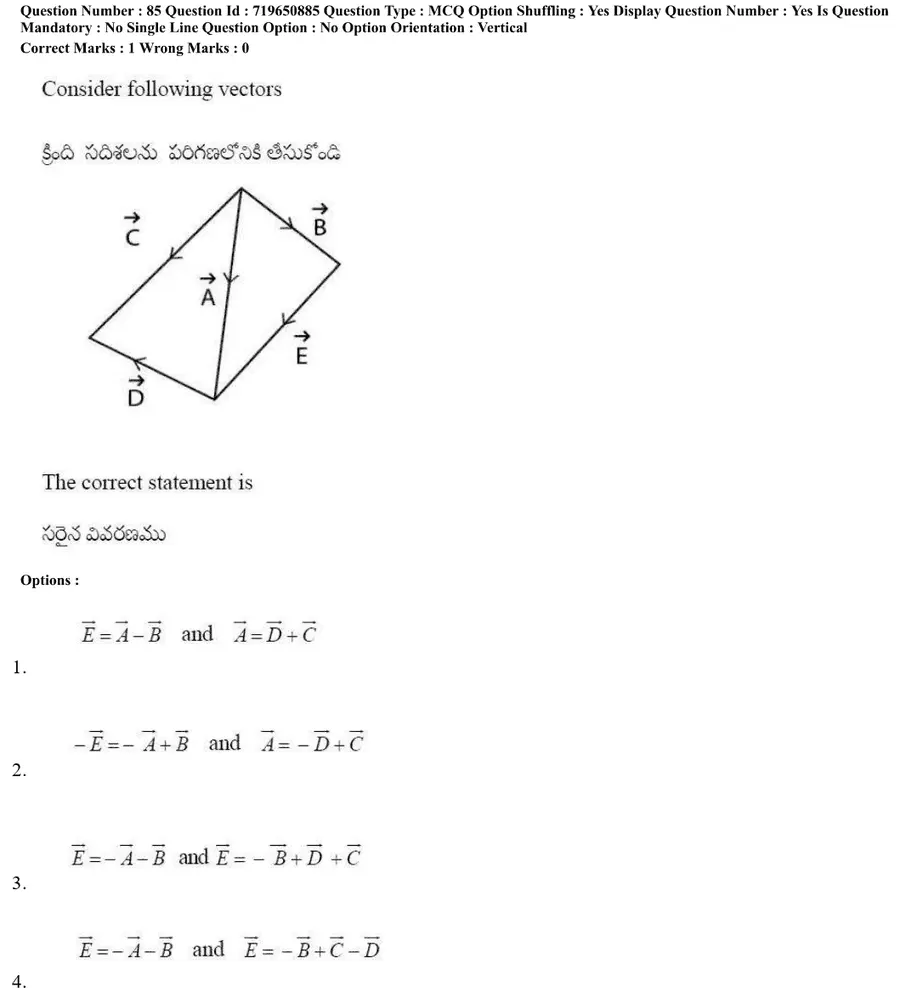 Question Number : 85 Question Id : 719650885 Question Type : MCQ Option Shuffling : Yes Display Question Number : Yes Is Question
Mandatory : No Single Line Question Option : No Option Orientation : Vertical
Correct Marks : 1 Wrong Marks : 0
Consider following vectors
క్రింది సదిశలను పరిగణలోనికి తీసుకోండి
C⃗
B⃗
A⃗
E⃗
D⃗
The correct statement is
సరైన వివరణము
Options :
E⃗ = A⃗ − B⃗ and A⃗ = D⃗ + C⃗
1.
−E⃗ = − A⃗ + B⃗ and A⃗ = − D⃗ + C⃗
2.
E⃗ = − A⃗ − B⃗ and E⃗ = − B⃗ + D⃗ + C⃗
3.
E⃗ = − A⃗ − B⃗ and E⃗ = − B⃗ + C⃗ − D⃗
4.